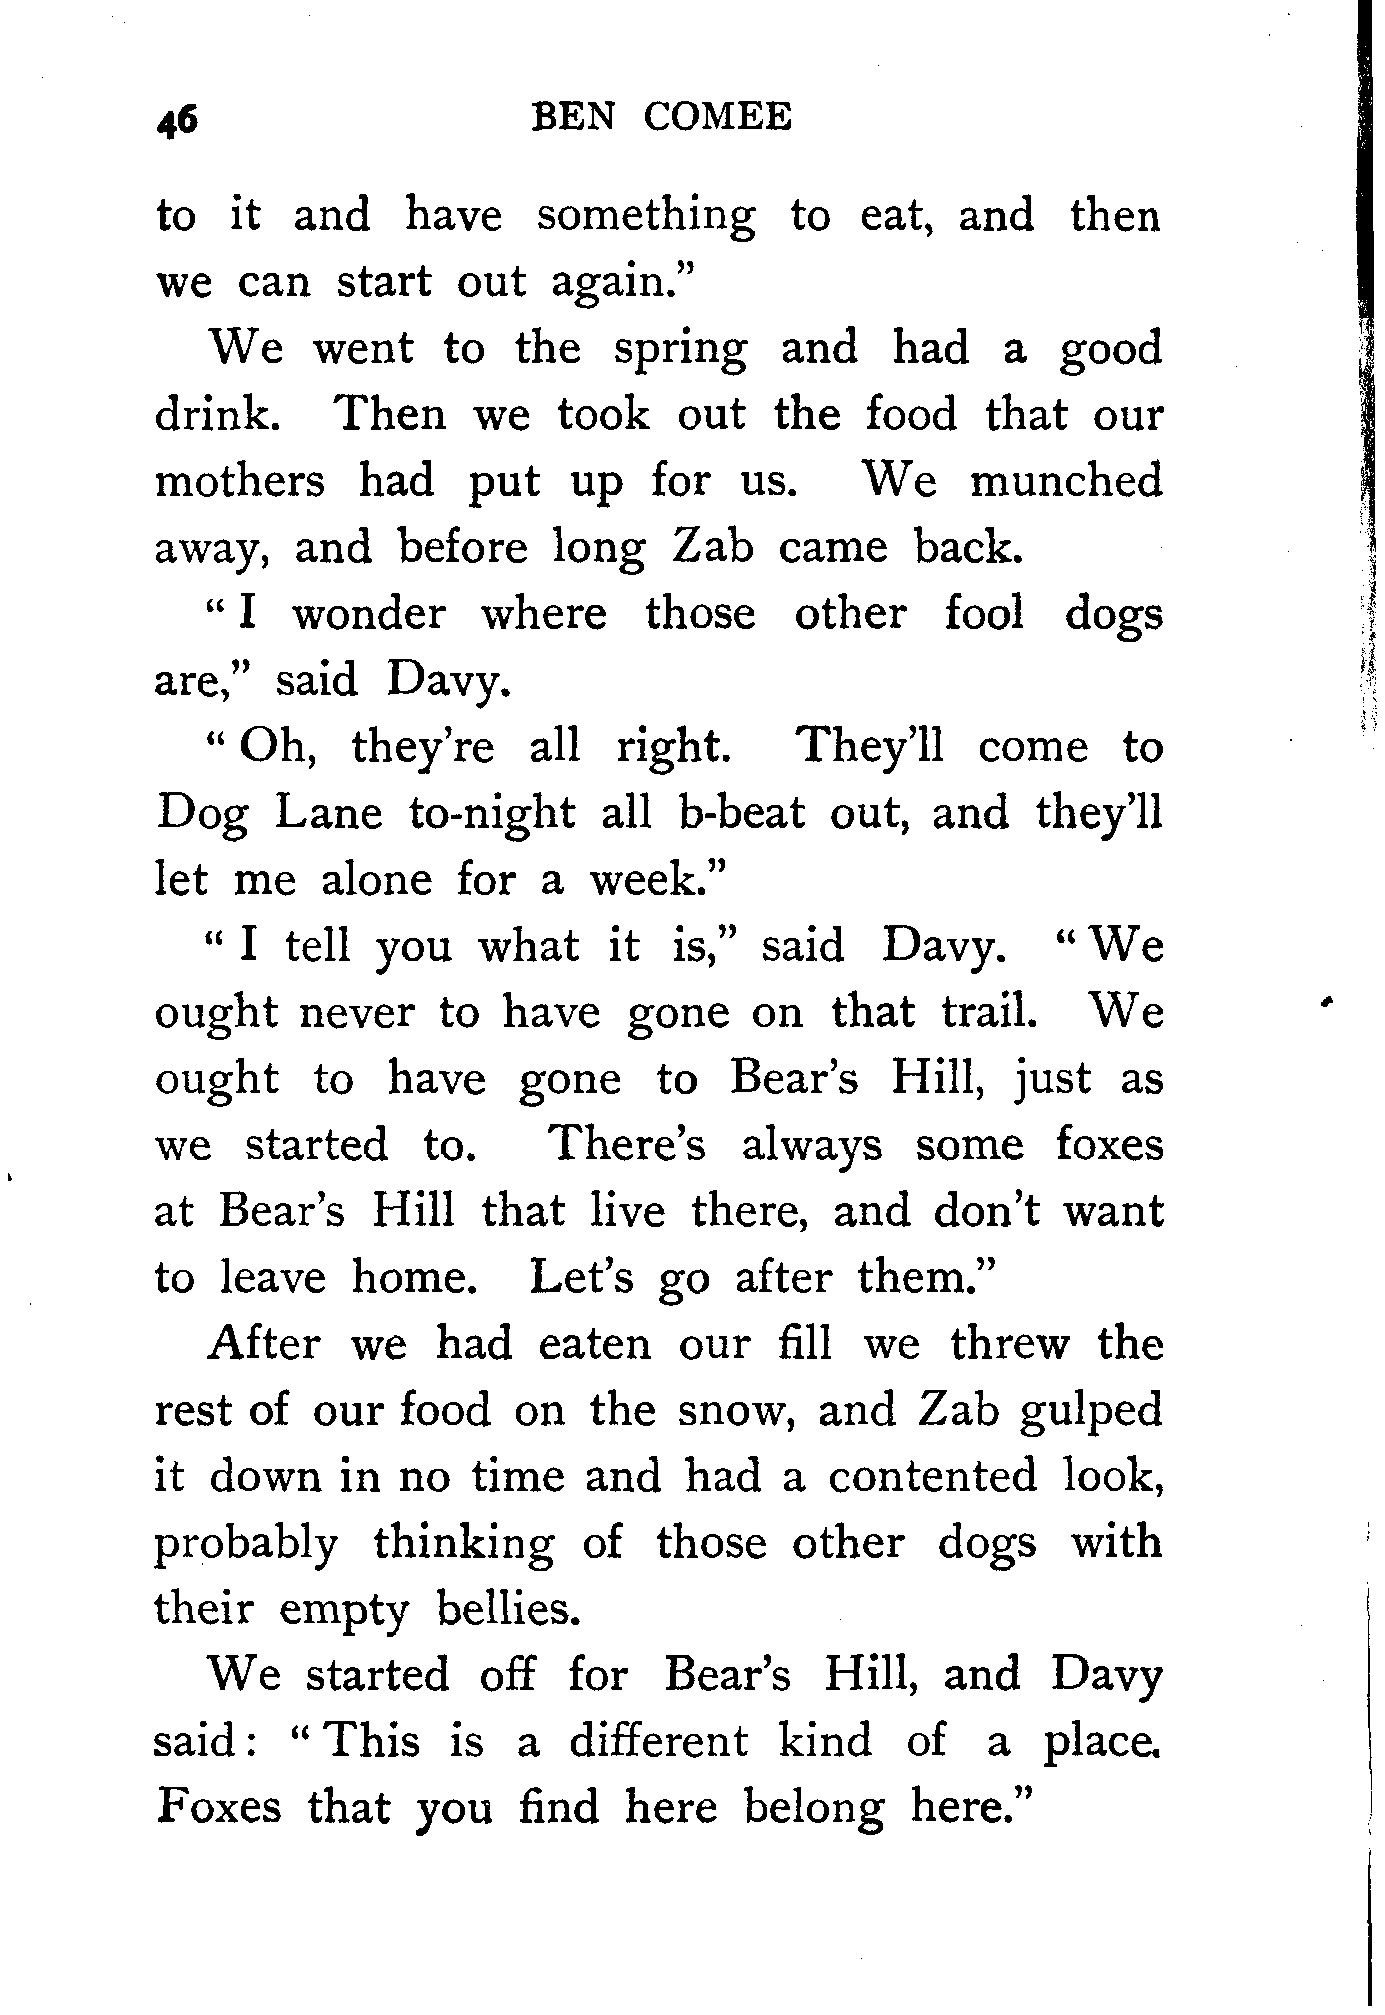 46 BEN COMEE
to it and have something to eat, and then
we can start out again.”
We went to the spring and had a good
drink. Then we took out the food that our
mothers had put up for us. We munched
away, and before long Zab came back.
“ I wonder where those other fool dogs
are,” said Davy.
“ Oh, they’re all right. They’ll come to
Dog Lane to-night all b-beat out, and they’ll
let me alone for a week.”
“ I tell you what it is,” said Davy. “ We
ought never to have gone on that trail. We
ought to have gone to Bear’s Hill, just as
we started to. There’s always some foxes
at Bear’s Hill that live there, and don’t want
to leave home. Let’s go after them.”
After we had eaten our fill we threw the
rest of our food on the snow, and Zab gulped
it down in no time and had a contented look,
probably thinking of those other dogs with
their empty bellies.
We started off for Bear’s Hill, and Davy
said : “ This is a different kind of a place.
Foxes that you find here belong here.”